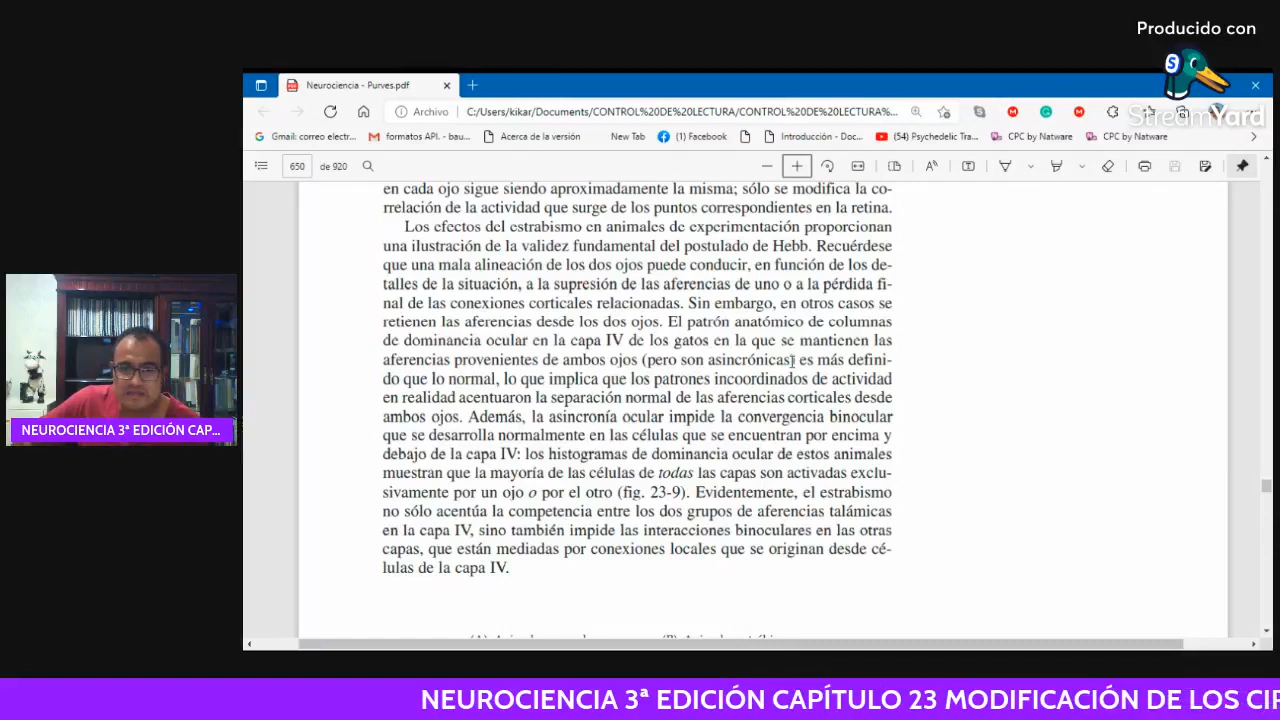 Producido con
StreamYard
Neurociencia - Purves.pdf
Archivo
C:/Users/kikar/Documents/CONTROL%20DE%20LECTURA/CONTROL%20DE%20LECTURA%...
Gmail: correo electr...
formatos API. - bau...
Acerca de la versión
New Tab
(1) Facebook
Introducción - Doc...
(54) Psychedelic Tra...
CPC by Natware
CPC by Natware
650
de 920
en cada ojo sigue siendo aproximadamente la misma; sólo se modifica la co-
rrelación de la actividad que surge de los puntos correspondientes en la retina.
Los efectos del estrabismo en animales de experimentación proporcionan
una ilustración de la validez fundamental del postulado de Hebb. Recuérdese
que una mala alineación de los dos ojos puede conducir, en función de los de-
talles de la situación, a la supresión de las aferencias de uno o a la pérdida fi-
nal de las conexiones corticales relacionadas. Sin embargo, en otros casos se
retienen las aferencias desde los dos ojos. El patrón anatómico de columnas
de dominancia ocular en la capa IV de los gatos en la que se mantienen las
aferencias provenientes de ambos ojos (pero son asincrónicas) es más defini-
do que lo normal, lo que implica que los patrones incoordinados de actividad
en realidad acentuaron la separación normal de las aferencias corticales desde
ambos ojos. Además, la asincronía ocular impide la convergencia binocular
que se desarrolla normalmente en las células que se encuentran por encima y
debajo de la capa IV: los histogramas de dominancia ocular de estos animales
muestran que la mayoría de las células de todas las capas son activadas exclu-
sivamente por un ojo o por el otro (fig. 23-9). Evidentemente, el estrabismo
no sólo acentúa la competencia entre los dos grupos de aferencias talámicas
en la capa IV, sino también impide las interacciones binoculares en las otras
capas, que están mediadas por conexiones locales que se originan desde cé-
lulas de la capa IV.
NEUROCIENCIA 3ª EDICIÓN CAP...
NEUROCIENCIA 3ª EDICIÓN CAPÍTULO 23 MODIFICACIÓN DE LOS CIR